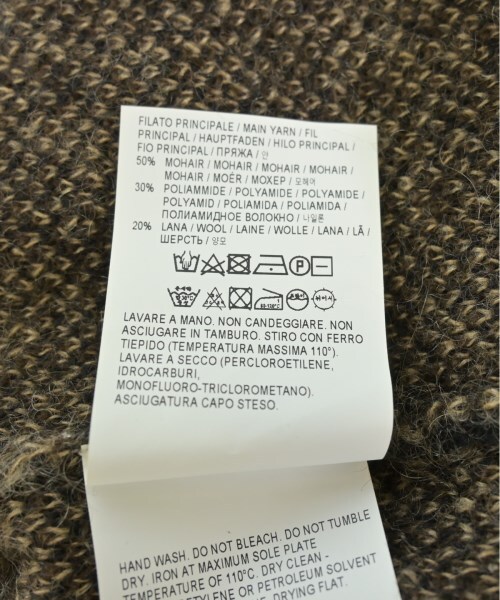 FILATO PRINCIPALE / MAIN YARN / FIL
PRINCIPAL / HAUPTFADEN / HILO PRINCIPAL /
FIO PRINCIPAL / ПРЯЖА / 안
50% MOHAIR / MOHAIR / MOHAIR / MOHAIR /
MOHAIR / MOÉR / МОХЕР / 모헤어
30% POLIAMMIDE / POLYAMIDE / POLYAMIDE /
POLYAMID / POLIAMIDA / POLIAMIDA /
ПОЛИАМИДНОЕ ВОЛОКНО / 나일론
20% LANA / WOOL / LAINE / WOLLE / LANA / LÃ /
ШЕРСТЬ / 양모
P
LAVARE A MANO. NON CANDEGGIARE. NON
ASCIUGARE IN TAMBURO. STIRO CON FERRO
TIEPIDO (TEMPERATURA MASSIMA 110°).
LAVARE A SECCO (PERCLOROETILENE,
IDROCARBURI,
MONOFLUORO-TRICLOROMETANO).
ASCIUGATURA CAPO STESO.
HAND WASH. DO NOT BLEACH. DO NOT TUMBLE
DRY. IRON AT MAXIMUM SOLE PLATE
TEMPERATURE OF 110°C. DRY CLEAN -
OR PETROLEUM SOLVENT
DRYING FLAT.